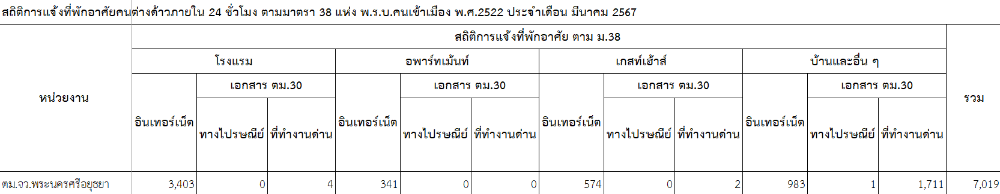 สถิติการแจ้งที่พักอาศัยคนต่างด้าวภายใน 24 ชั่วโมง ตามมาตรา 38 แห่ง พ.ร.บ.คนเข้าเมือง พ.ศ.2522 ประจำเดือน มีนาคม 2567
สถิติการแจ้งที่พักอาศัย ตาม ม.38
โรงแรม อพาร์ทเม้นท์ เกสท์เฮ้าส์ บ้านและอื่น ๆ
เอกสาร ตม.30 เอกสาร ตม.30 เอกสาร ตม.30 เอกสาร ตม.30
หน่วยงาน รวม
อินเทอร์เน็ต อินเทอร์เน็ต อินเทอร์เน็ต อินเทอร์เน็ต
ทางไปรษณีย์ ที่ทำงานด่าน ทางไปรษณีย์ ที่ทำงานด่าน ทางไปรษณีย์ ที่ทำงานด่าน ทางไปรษณีย์ ที่ทำงานด่าน
ตม.จว.พระนครศรีอยุธยา 3,403 0 4 341 0 0 574 0 2 983 1 1,711 7,019